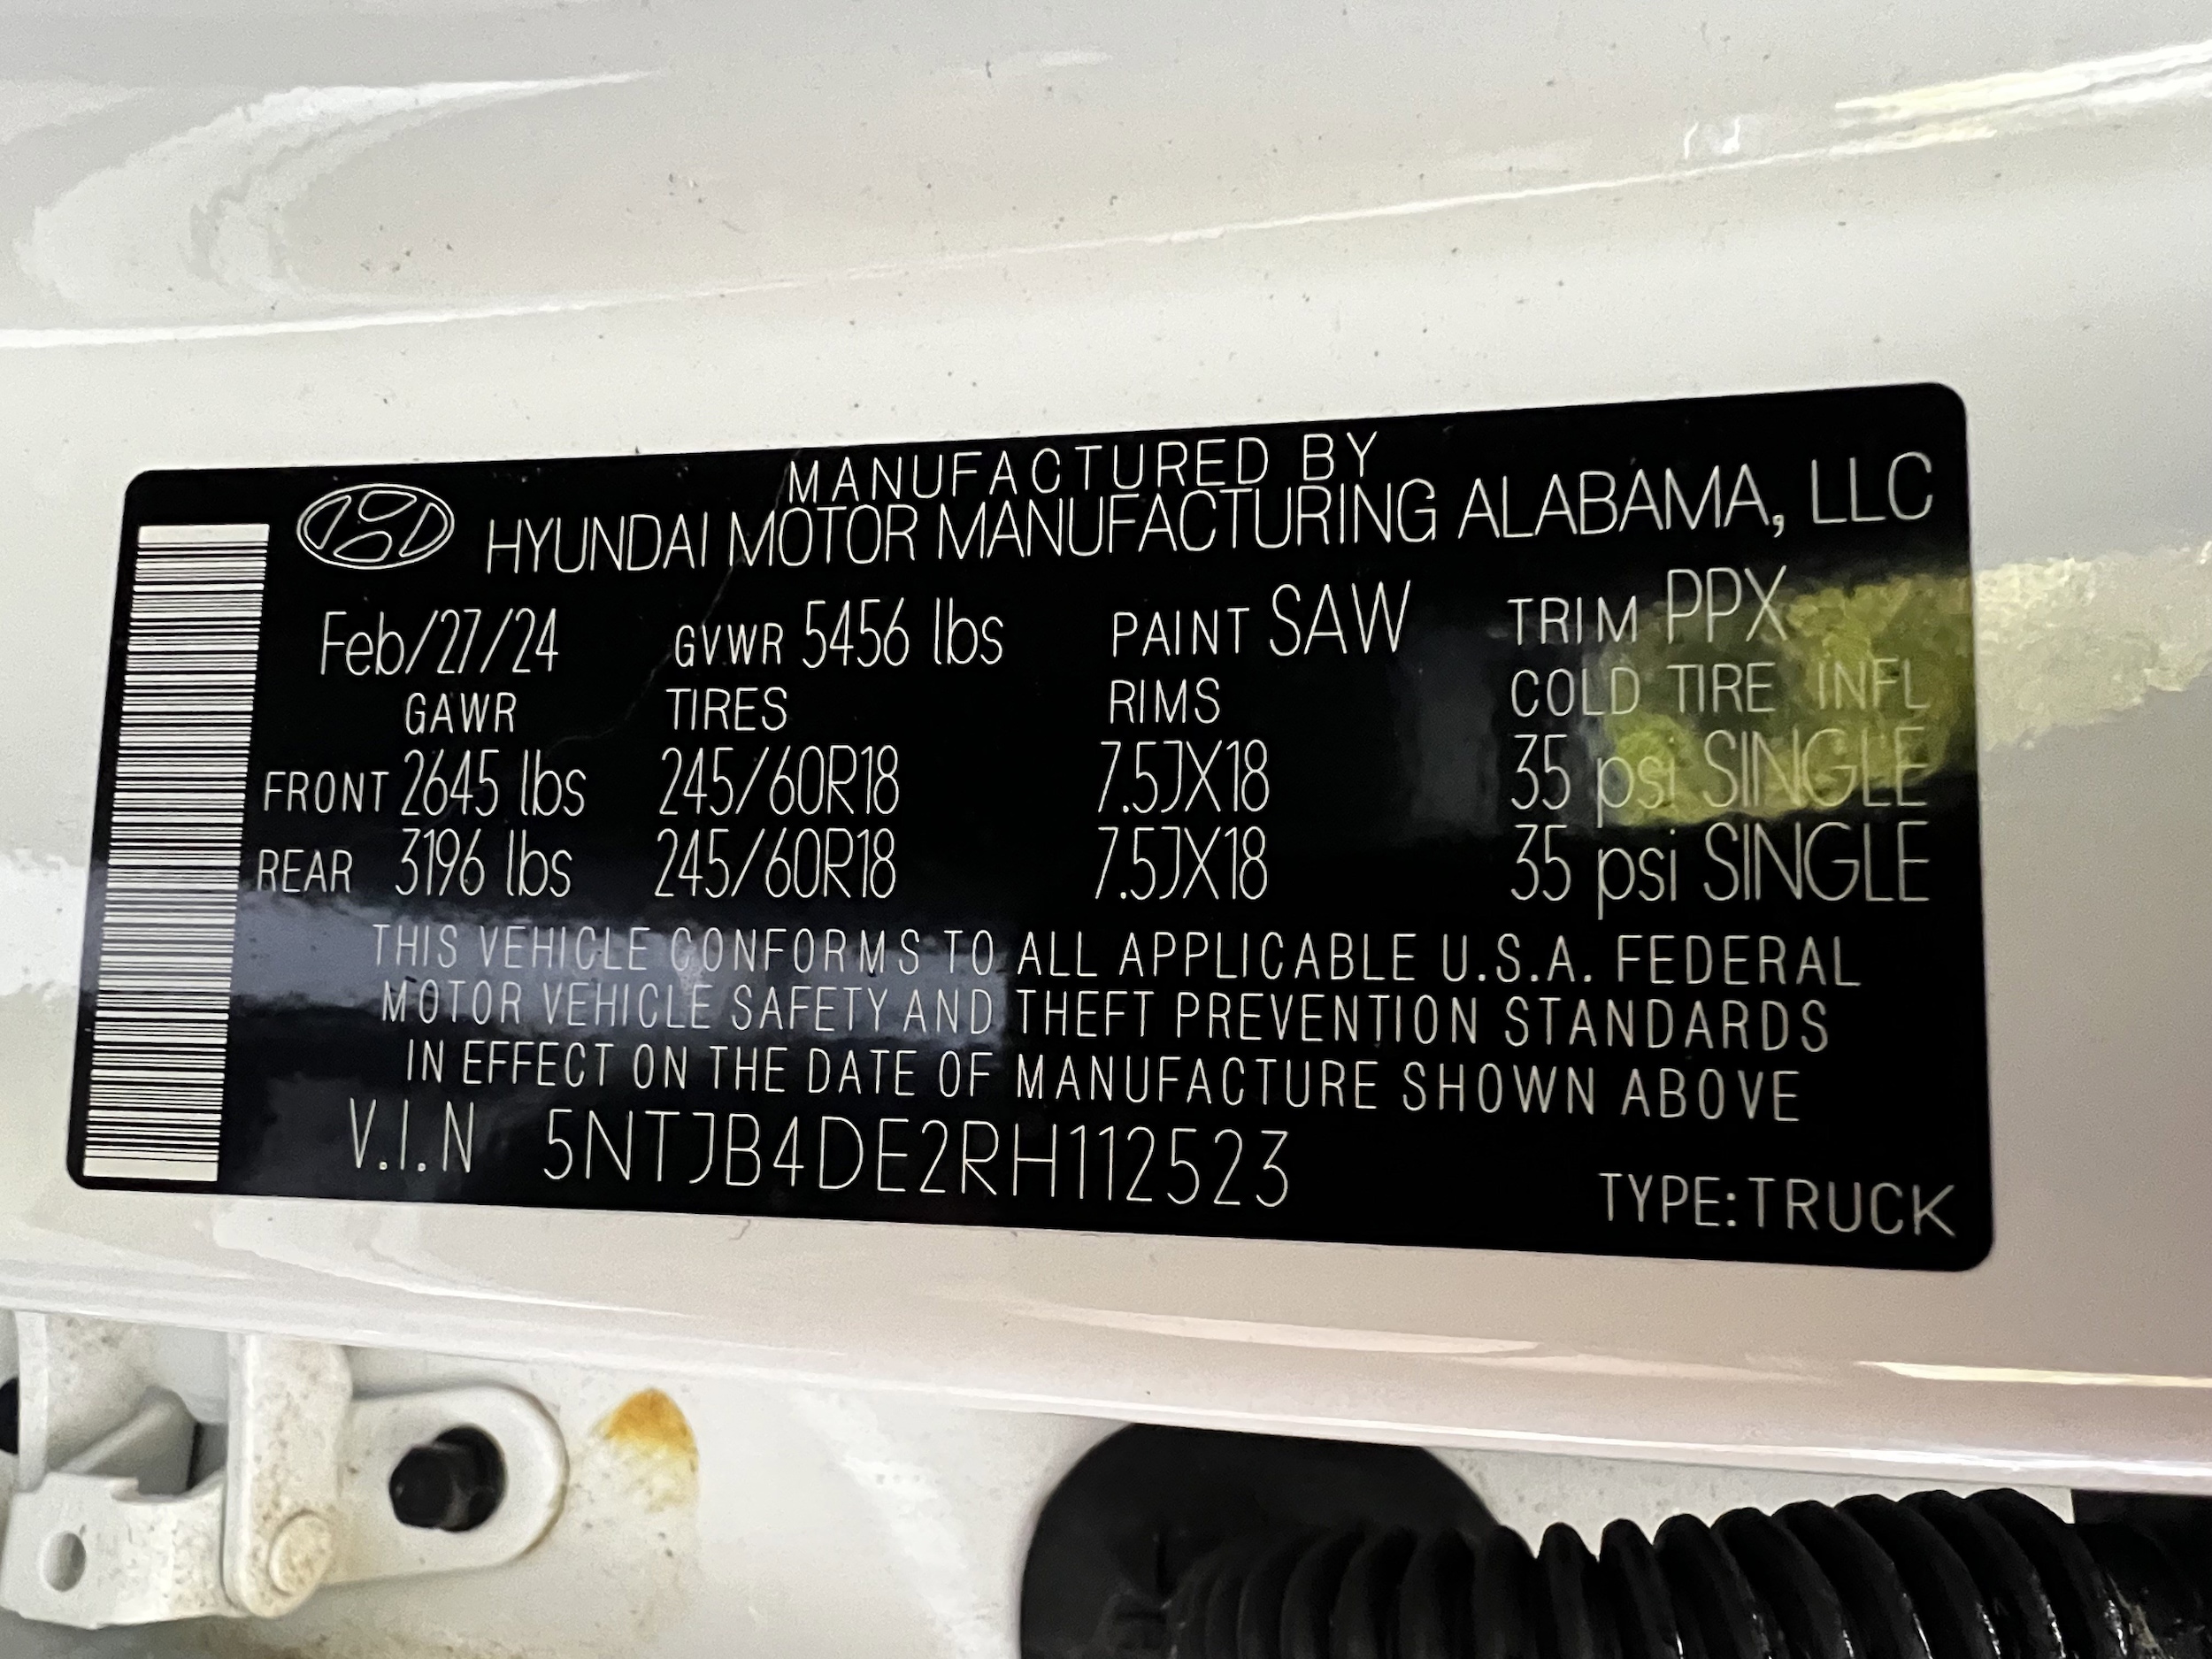 MANUFACTURED BY
HYUNDAI MOTOR MANUFACTURING ALABAMA, LLC
Feb/27/24 GVWR 5456 lbs PAINT SAW TRIM PPX
GAWR TIRES RIMS COLD TIRE INFL
FRONT 2645 lbs 245/60R18 7.5JX18 35 psi SINGLE
REAR 3196 lbs 245/60R18 7.5JX18 35 psi SINGLE
THIS VEHICLE CONFORMS TO ALL APPLICABLE U.S.A. FEDERAL
MOTOR VEHICLE SAFETY AND THEFT PREVENTION STANDARDS
IN EFFECT ON THE DATE OF MANUFACTURE SHOWN ABOVE
V.I.N 5NTJB4DE2RH112523
TYPE:TRUCK